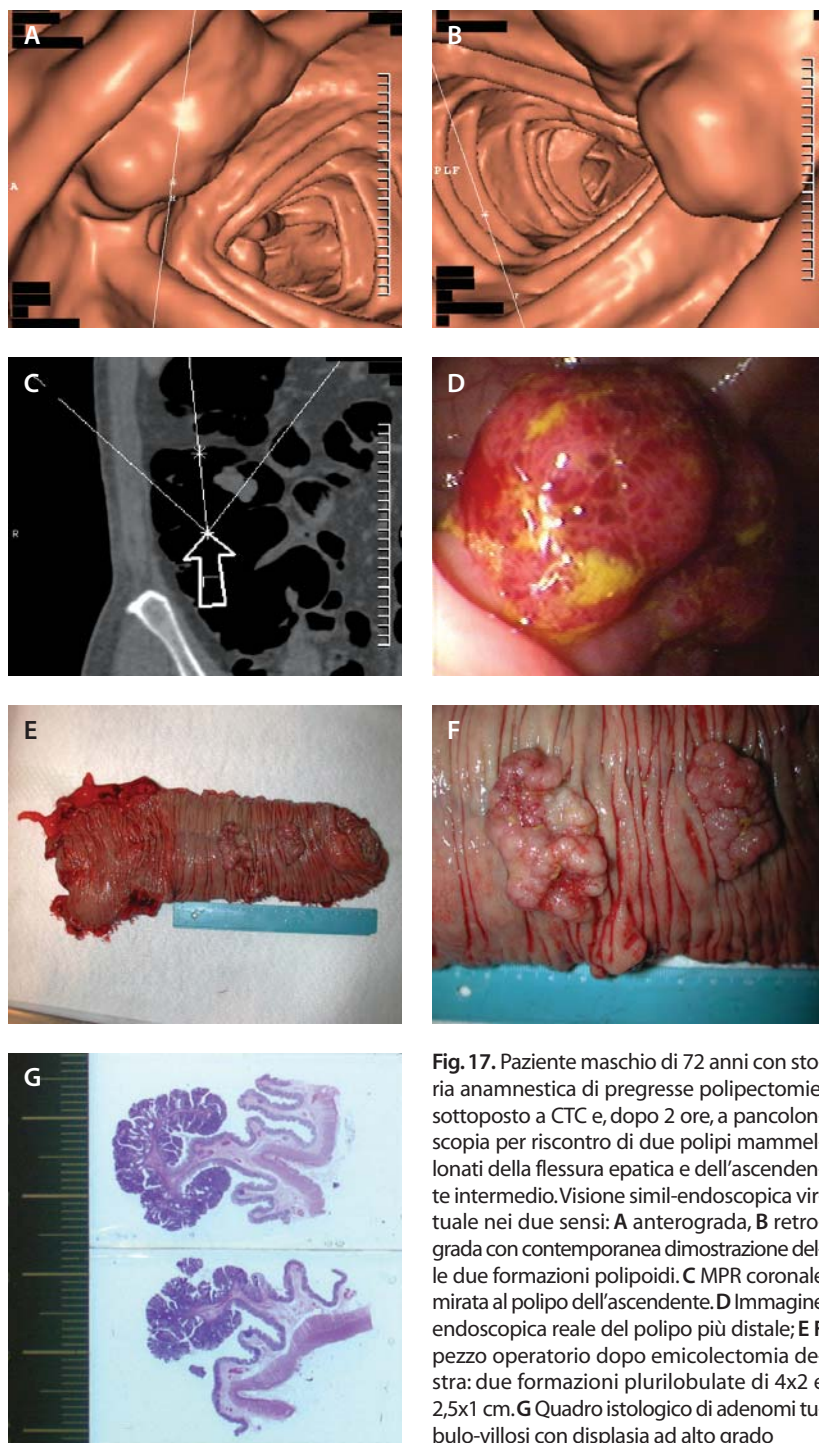 A
B
A
PLF
C
D
R
E
F
G
Fig. 17. Paziente maschio di 72 anni con sto-
ria anamnestica di pregresse polipectomie,
sottoposto a CTC e, dopo 2 ore, a pancolon-
scopia per riscontro di due polipi mammel-
lonati della flessura epatica e dell'ascenden-
te intermedio. Visione simil-endoscopica vir-
tuale nei due sensi: A anterograda, B retro-
grada con contemporanea dimostrazione del-
le due formazioni polipoidi. C MPR coronale
mirata al polipo dell'ascendente. D Immagine
endoscopica reale del polipo più distale; E F
pezzo operatorio dopo emicolectomia de-
stra: due formazioni plurilobulate di 4x2 e
2,5x1 cm. G Quadro istologico di adenomi tu-
bulo-villosi con displasia ad alto grado